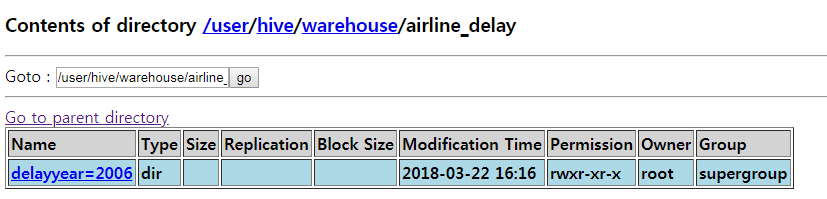 Contents of directory /user/hive/warehouse/airline_delay
Goto : /user/hive/warehouse/airline_ go
Go to parent directory
Name Type Size Replication Block Size Modification Time Permission Owner Group
delayyear=2006 dir 2018-03-22 16:16 rwxr-xr-x root supergroup